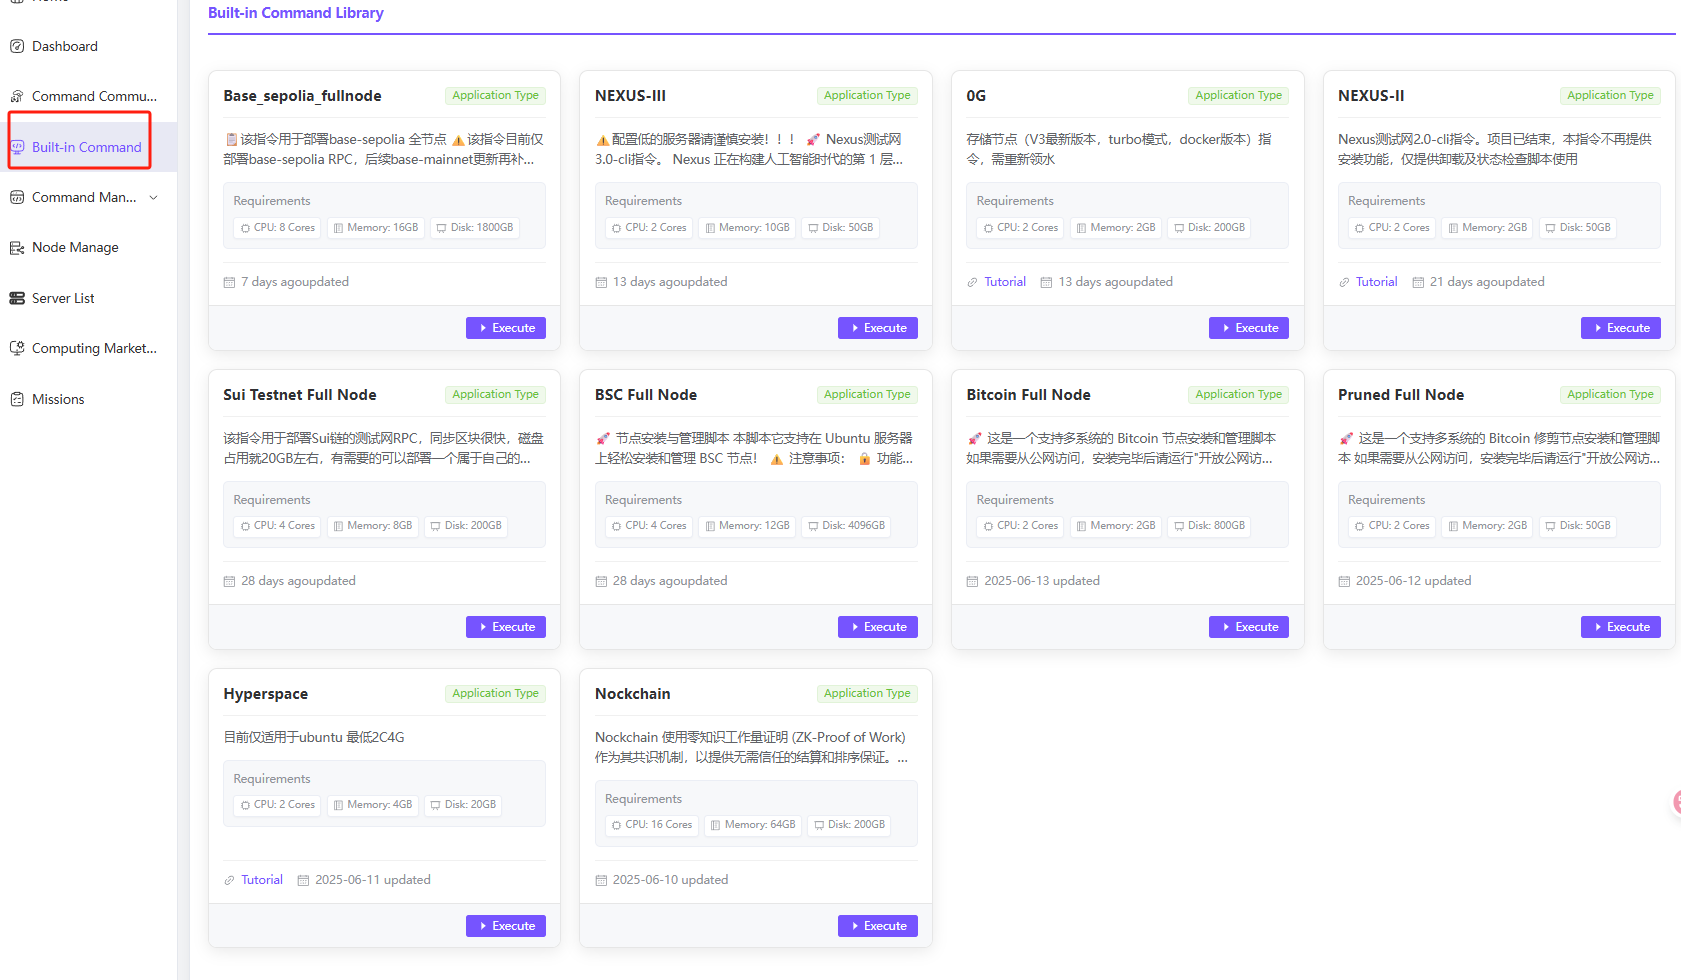 Dashboard
Command Commu...
Built-in Command
Command Man...
Node Manage
Server List
Computing Market...
Missions
Built-in Command Library
Base_sepolia_fullnode
Application Type
📋该指令用于部署base-sepolia 全节点 ⚠️该指令目前仅
部署base-sepolia RPC，后续base-mainnet更新再补...
Requirements
CPU: 8 Cores
Memory: 16GB
Disk: 1800GB
7 days agoupdated
Execute
NEXUS-III
Application Type
⚠️配置低的服务器请谨慎安装！！！ 🚀 Nexus测试网
3.0-cli指令。 Nexus 正在构建人工智能时代的第 1 层...
Requirements
CPU: 2 Cores
Memory: 10GB
Disk: 50GB
13 days agoupdated
Execute
0G
Application Type
存储节点（V3最新版本，turbo模式，docker版本）指
令，需重新领水
Requirements
CPU: 2 Cores
Memory: 2GB
Disk: 200GB
Tutorial
13 days agoupdated
Execute
NEXUS-II
Application Type
Nexus测试网2.0-cli指令。项目已结束，本指令不再提供
安装功能，仅提供卸载及状态检查脚本使用
Requirements
CPU: 2 Cores
Memory: 2GB
Disk: 50GB
Tutorial
21 days agoupdated
Execute
Sui Testnet Full Node
Application Type
该指令用于部署Sui链的测试网RPC，同步区块很快，磁盘
占用就20GB左右，有需要的可以部署一个属于自己的...
Requirements
CPU: 4 Cores
Memory: 8GB
Disk: 200GB
28 days agoupdated
Execute
BSC Full Node
Application Type
🚀 节点安装与管理脚本 本脚本它支持在 Ubuntu 服务器
上轻松安装和管理 BSC 节点！ ⚠️ 注意事项： 🔒 功能...
Requirements
CPU: 4 Cores
Memory: 12GB
Disk: 4096GB
28 days agoupdated
Execute
Bitcoin Full Node
Application Type
🚀 这是一个支持多系统的 Bitcoin 节点安装和管理脚本
如果需要从公网访问，安装完毕后请运行"开放公网访...
Requirements
CPU: 2 Cores
Memory: 2GB
Disk: 800GB
2025-06-13 updated
Execute
Pruned Full Node
Application Type
🚀 这是一个支持多系统的 Bitcoin 修剪节点安装和管理脚
本 如果需要从公网访问，安装完毕后请运行"开放公网访...
Requirements
CPU: 2 Cores
Memory: 2GB
Disk: 50GB
2025-06-12 updated
Execute
Hyperspace
Application Type
目前仅适用于ubuntu 最低2C4G
Requirements
CPU: 2 Cores
Memory: 4GB
Disk: 20GB
Tutorial
2025-06-11 updated
Execute
Nockchain
Application Type
Nockchain 使用零知识工作量证明 (ZK-Proof of Work)
作为其共识机制，以提供无需信任的结算和排序保证。...
Requirements
CPU: 16 Cores
Memory: 64GB
Disk: 200GB
2025-06-10 updated
Execute